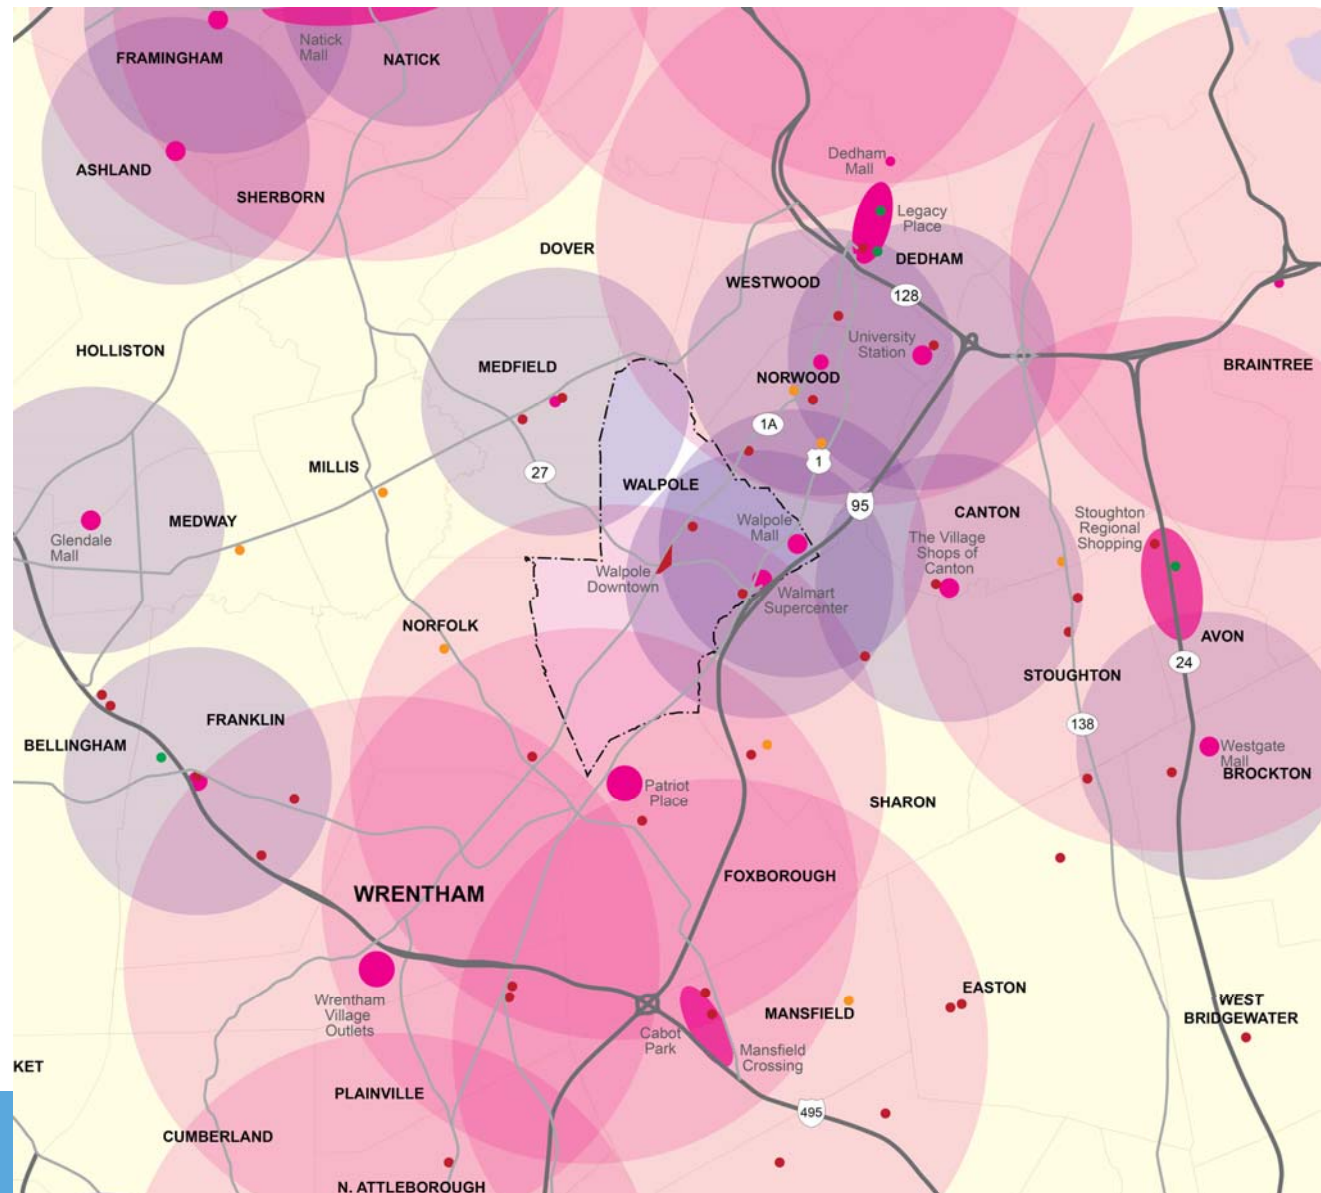 FRAMINGHAM
Natick
Mall
NATICK
ASHLAND
SHERBORN
Dedham
Mall
Legacy
Place
DOVER
DEDHAM
WESTWOOD
128
HOLLISTON
University
Station
MEDFIELD
NORWOOD
BRAINTREE
1A
MILLIS
27
1
WALPOLE
95
MEDWAY
Glendale
Mall
Walpole
Mall
CANTON
The Village
Shops of
Canton
Stoughton
Regional
Shopping
Walpole
Downtown
Walmart
Supercenter
NORFOLK
AVON
24
STOUGHTON
FRANKLIN
138
BELLINGHAM
Westgate
Mall
BROCKTON
Patriot
Place
SHARON
FOXBOROUGH
WRENTHAM
Wrentham
Village
Outlets
EASTON
MANSFIELD
WEST
BRIDGEWATER
Cabot
Park
Mansfield
Crossing
KET
PLAINVILLE
495
CUMBERLAND
N. ATTLEBOROUGH